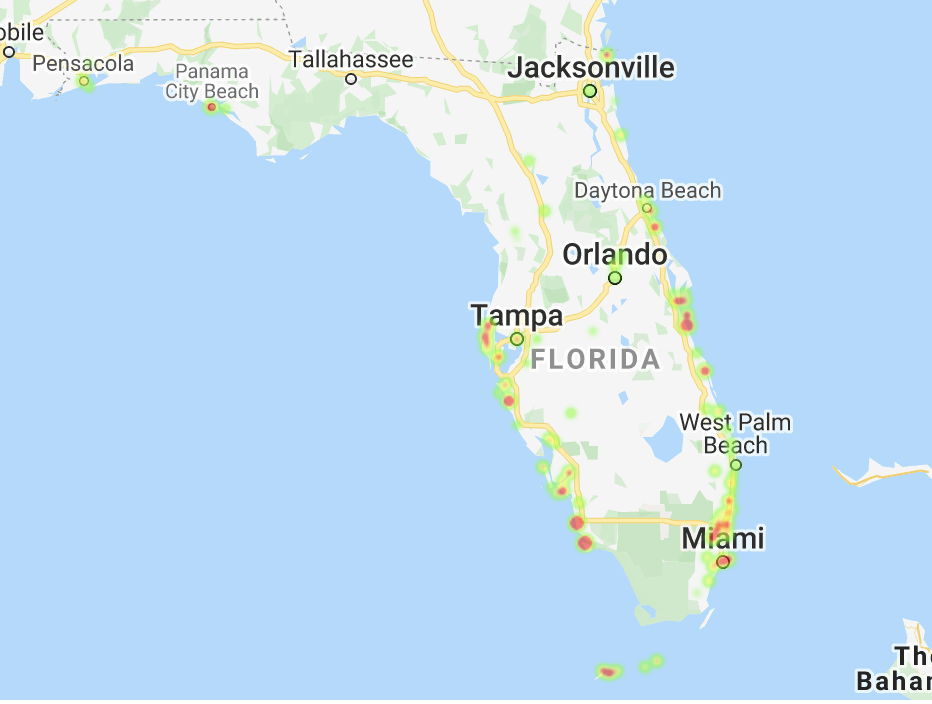 obile
Pensacola
Tallahassee
Panama
City Beach
Jacksonville
Daytona Beach
Orlando
Tampa
FLORIDA
West Palm
Beach
Miami
The
Bahar